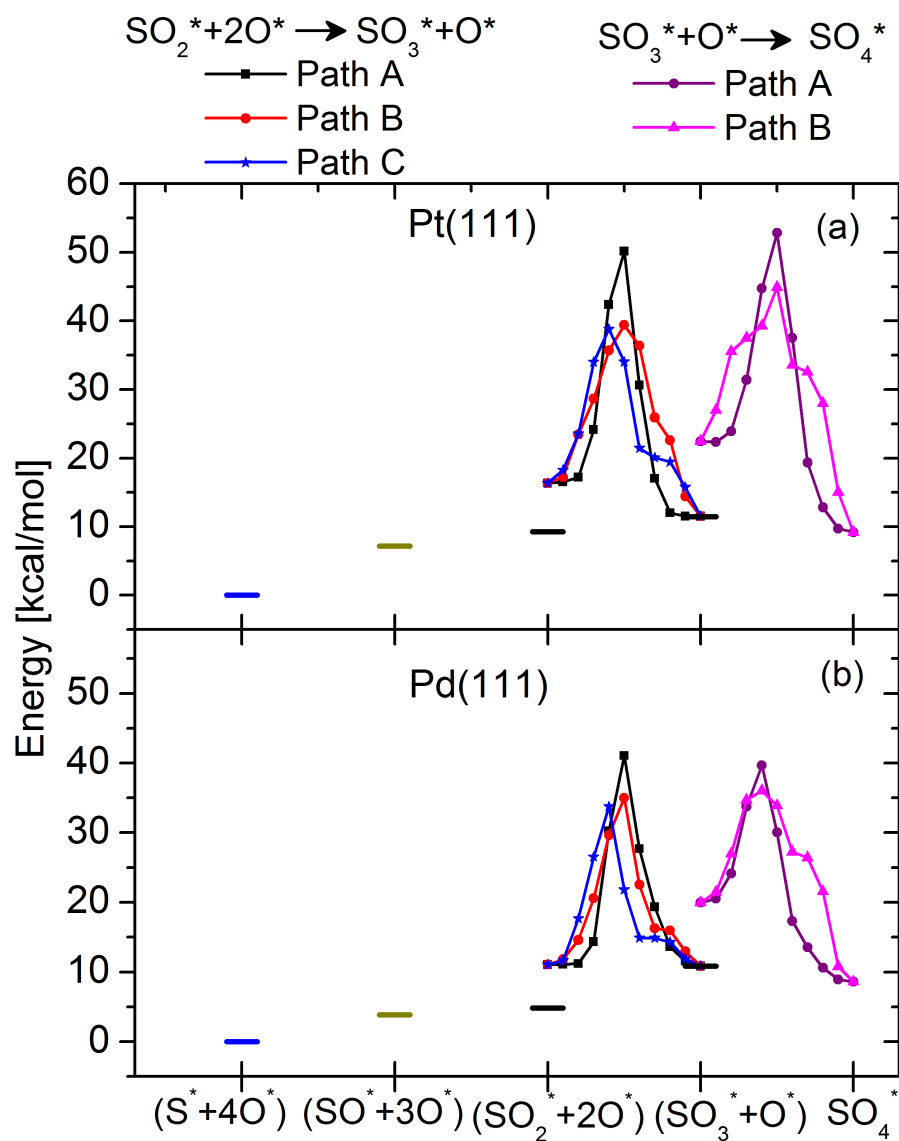 SO₂*+2O* → SO₃*+O*
Path A
Path B
Path C
SO₃*+O* → SO₄*
Path A
Path B
Energy [kcal/mol]
Pt(111)
(a)
60
50
40
30
20
10
0
Pd(111)
(b)
50
40
30
20
10
0
(S*+4O*)
(SO*+3O*)
(SO₂*+2O*)
(SO₃*+O*)
SO₄*